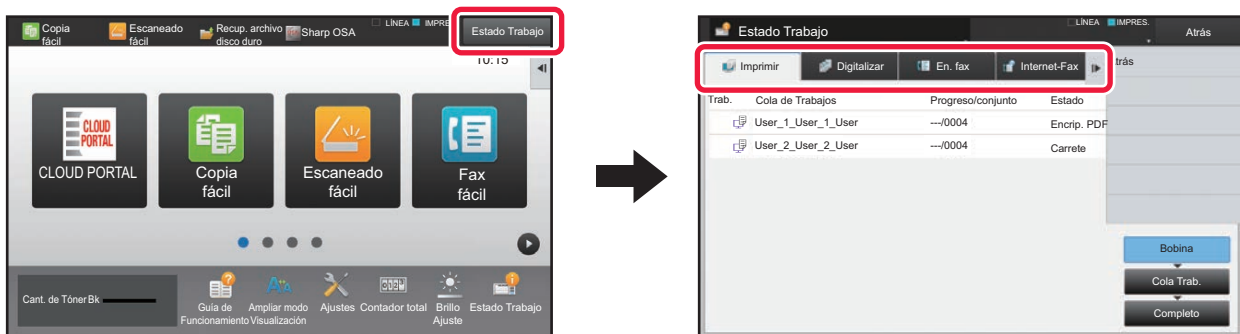 Copia fácil
Escaneado fácil
Recup. archivo disco duro
Sharp OSA
LÍNEA
IMPRE
Estado Trabajo
10:15
CLOUD PORTAL
CLOUD PORTAL
Copia fácil
Escaneado fácil
Fax fácil
Cant. de Tóner Bk
Guía de Funcionamiento
Ampliar modo Visualización
Ajustes
Contador total
Brillo Ajuste
Estado Trabajo
Estado Trabajo
LÍNEA
IMPRES.
Atrás
Imprimir
Digitalizar
En. fax
Internet-Fax
trás
Trab.
Cola de Trabajos
Progreso/conjunto
Estado
User_1_User_1_User
---/0004
Encrip. PDF
User_2_User_2_User
---/0004
Carrete
Bobina
Cola Trab.
Completo